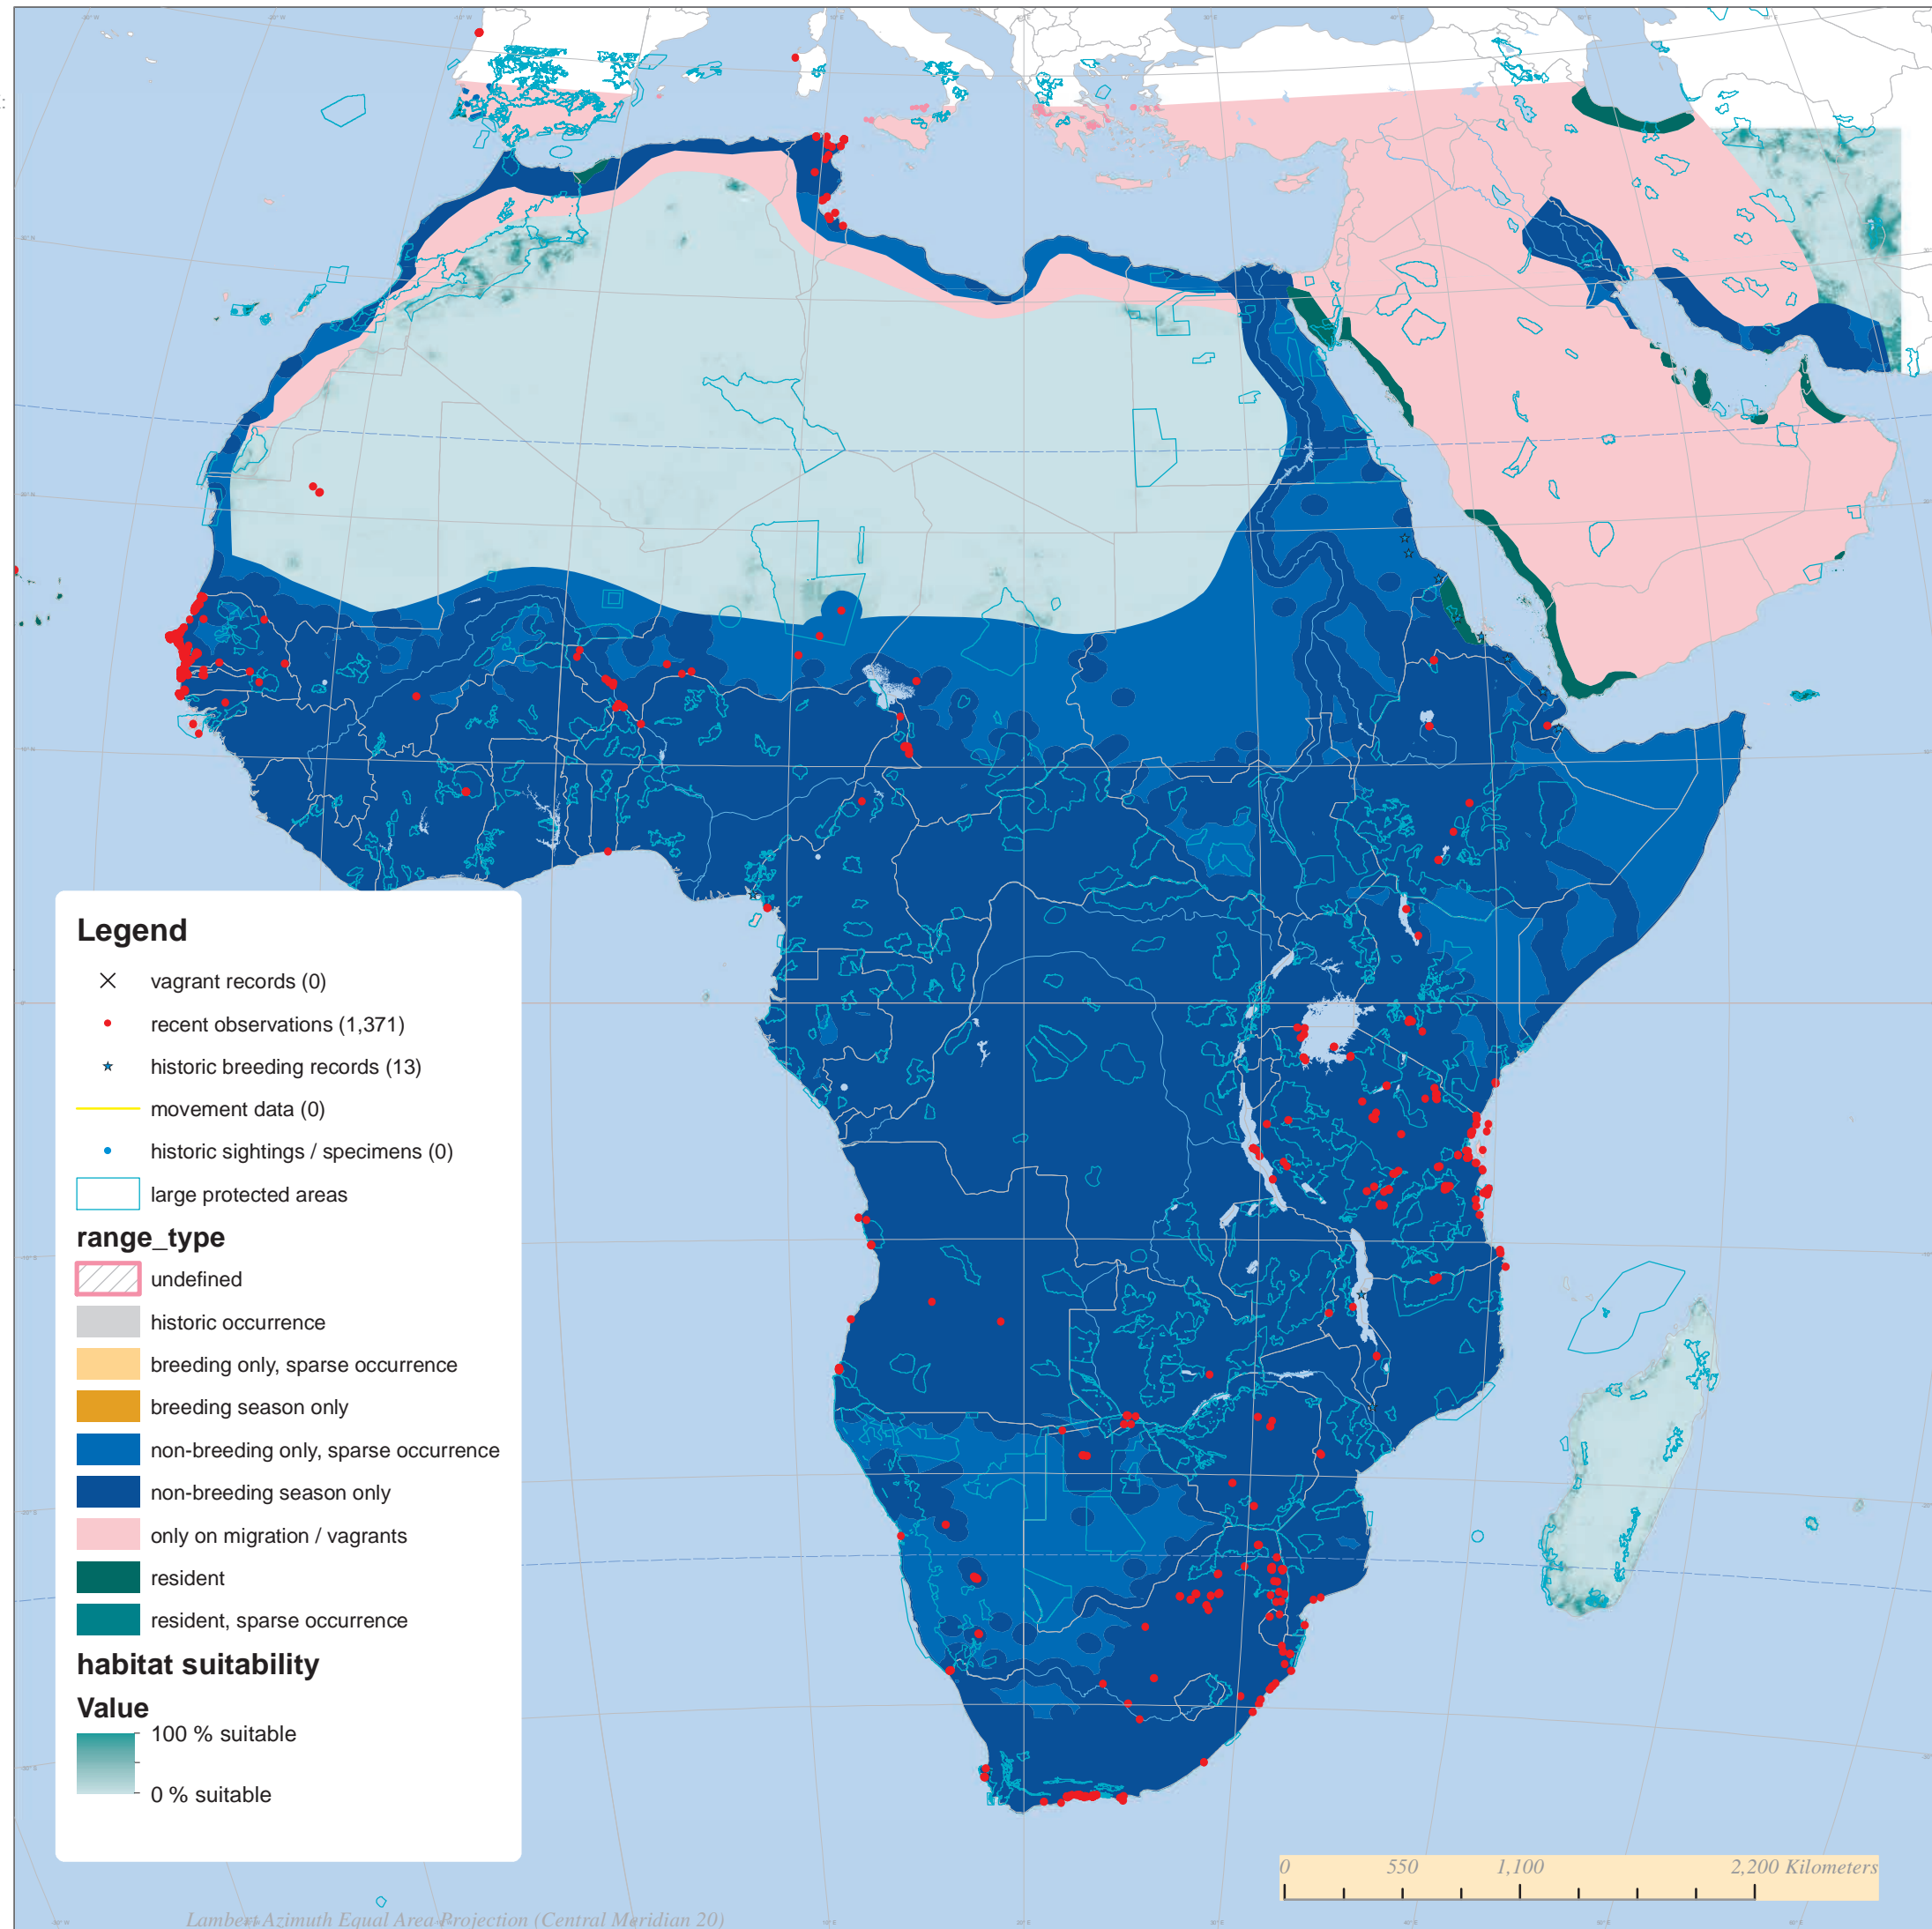 Legend
vagrant records (0)
recent observations (1,371)
historic breeding records (13)
movement data (0)
historic sightings / specimens (0)
large protected areas
range_type
undefined
historic occurrence
breeding only, sparse occurrence
breeding season only
non-breeding only, sparse occurrence
non-breeding season only
only on migration / vagrants
resident
resident, sparse occurrence
habitat suitability
Value
100 % suitable
0 % suitable
0 550 1,100 2,200 Kilometers
Lambert Azimuth Equal Area Projection (Central Meridian 20)